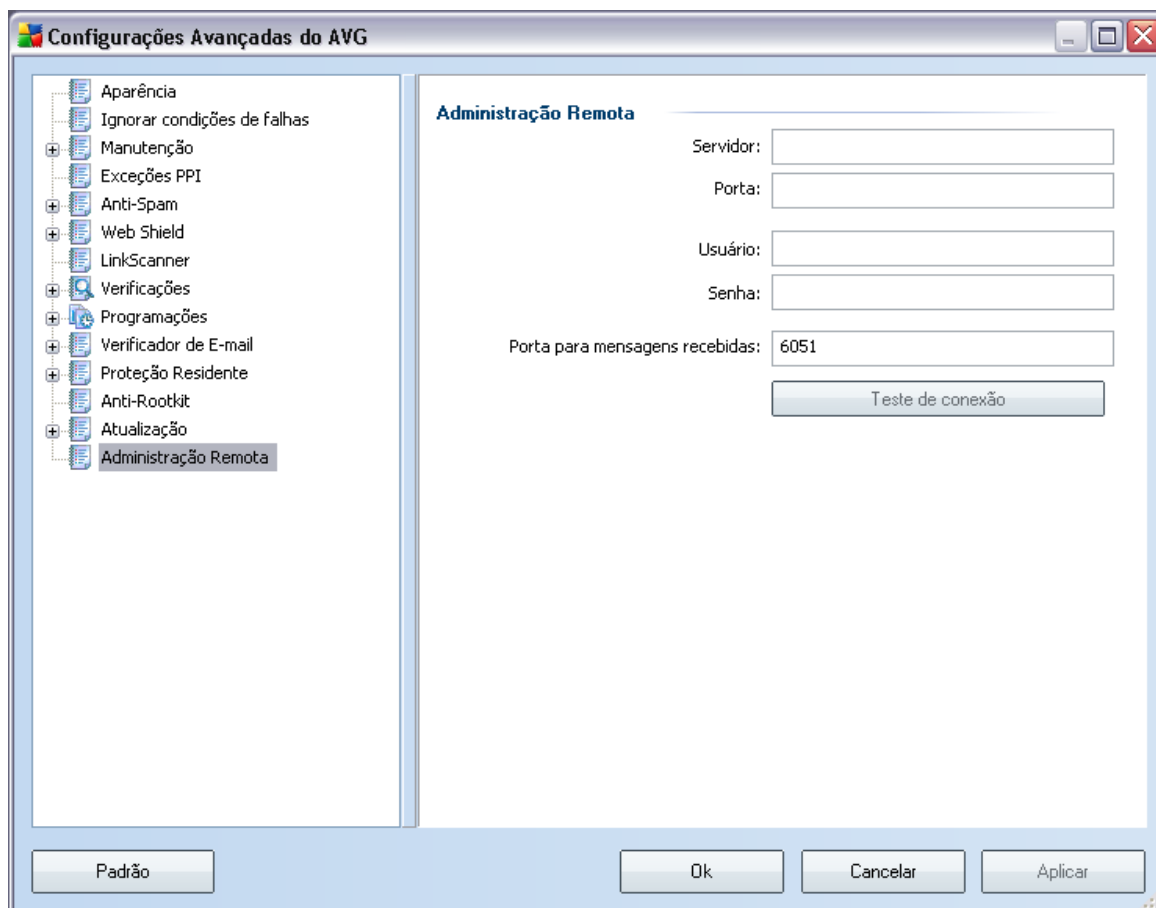 Configurações Avançadas do AVG
Aparência
Ignorar condições de falhas
Manutenção
Exceções PPI
Anti-Spam
Web Shield
LinkScanner
Verificações
Programações
Verificador de E-mail
Proteção Residente
Anti-Rootkit
Atualização
Administração Remota
Administração Remota
Servidor:
Porta:
Usuário:
Senha:
Porta para mensagens recebidas: 6051
Teste de conexão
Padrão Ok Cancelar Aplicar